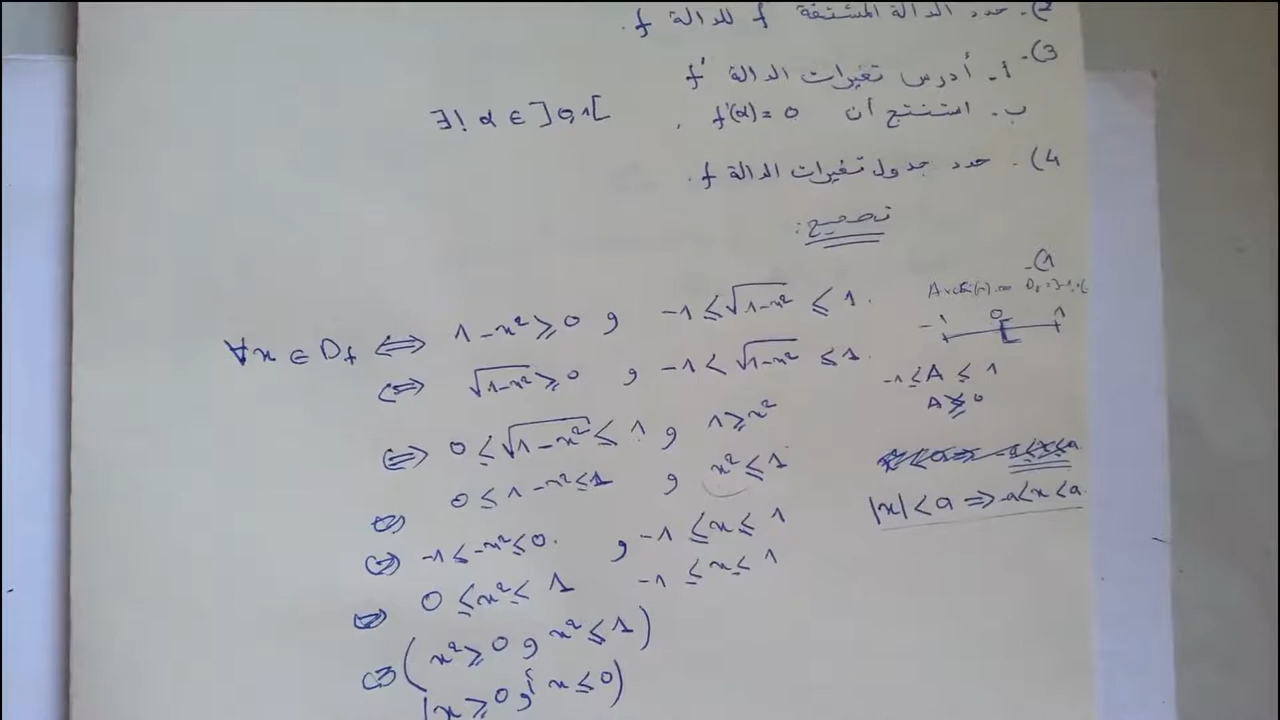 2)- حدد الدالة المشتقة f للدالة f.
3)-
أ- أدرس تغيرات الدالة f'
ب- استنتج أن f'(α) = 0 , ∃! α ∈ ]0,1[
4)- حدد جدول تغيرات الدالة f.
تصحيح:
1)-
∀x ∈ Df ⇔ 1-x² ⩾ 0 , -1 ≤ √1-x² ≤ 1.
⇔ √1-x² ⩾ 0 , -1 < √1-x² ≤ 1.
⇔ 0 ≤ √1-x² ≤ 1 , 1 ⩾ x²
⇔ 0 ≤ 1-x² ≤ 1 , x² ≤ 1
⇔ -1 ≤ -x² ≤ 0. , -1 ≤ x ≤ 1
⇔ 0 ≤ x² ≤ 1 -1 ≤ x ≤ 1
⇔ (x² ⩾ 0 , x² ≤ 1)
x ⩾ 0 , x ≤ 0)
-1 0 1
-1 ≤ A ≤ 1
A ⩾ 0
|x| < a ⇒ -a < x < a.